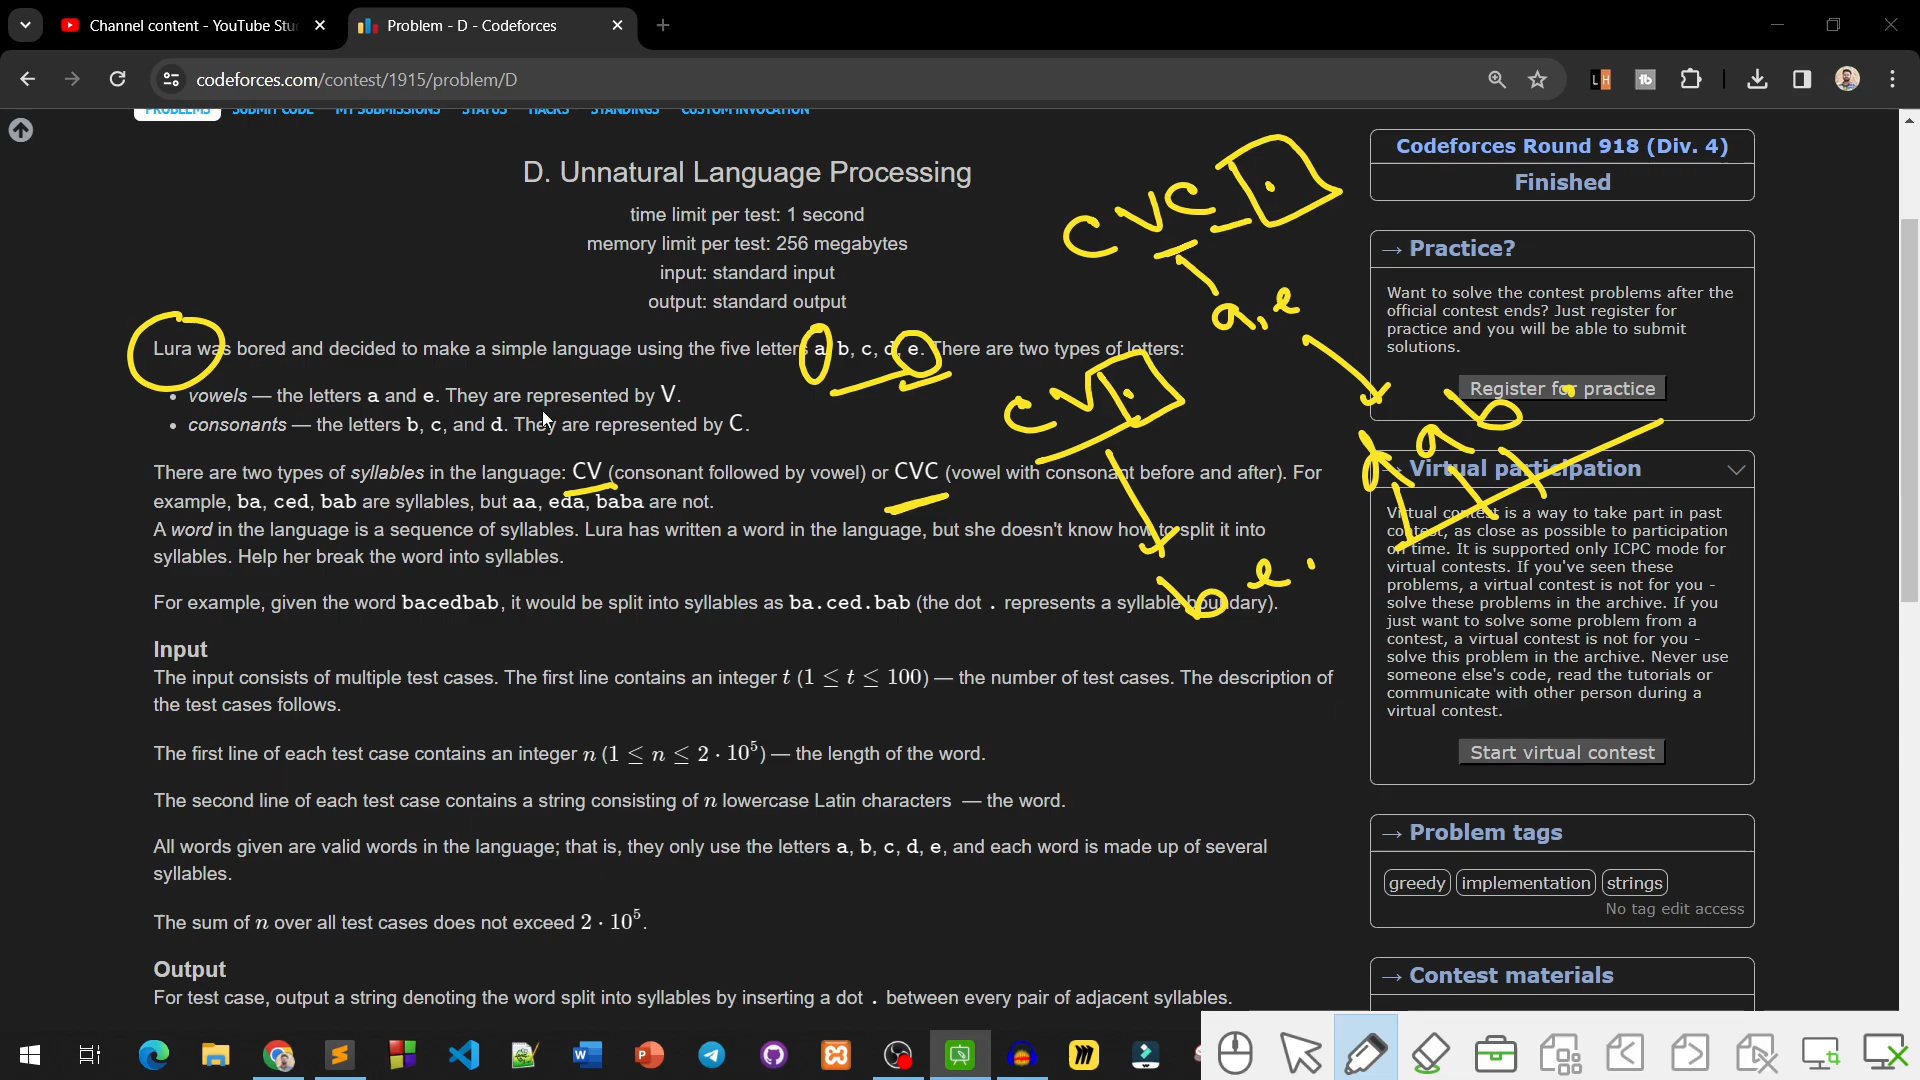 Channel content - YouTube Stu
Problem - D - Codeforces
codeforces.com/contest/1915/problem/D
PROBLEMS SUBMIT CODE MY SUBMISSIONS STATUS HACKS STANDINGS CUSTOM INVOCATION
D. Unnatural Language Processing
time limit per test: 1 second
memory limit per test: 256 megabytes
input: standard input
output: standard output
Lura was bored and decided to make a simple language using the five letters a, b, c, d, e. There are two types of letters:
• vowels — the letters a and e. They are represented by V.
• consonants — the letters b, c, and d. They are represented by C.
There are two types of syllables in the language: CV (consonant followed by vowel) or CVC (vowel with consonant before and after). For
example, ba, ced, bab are syllables, but aa, eda, baba are not.
A word in the language is a sequence of syllables. Lura has written a word in the language, but she doesn't know how to split it into
syllables. Help her break the word into syllables.
For example, given the word bacedbab, it would be split into syllables as ba.ced.bab (the dot . represents a syllable boundary).
Input
The input consists of multiple test cases. The first line contains an integer t (1 ≤ t ≤ 100) — the number of test cases. The description of
the test cases follows.
The first line of each test case contains an integer n (1 ≤ n ≤ 2 · 10⁵) — the length of the word.
The second line of each test case contains a string consisting of n lowercase Latin characters — the word.
All words given are valid words in the language; that is, they only use the letters a, b, c, d, e, and each word is made up of several
syllables.
The sum of n over all test cases does not exceed 2 · 10⁵.
Output
For test case, output a string denoting the word split into syllables by inserting a dot . between every pair of adjacent syllables.
CVC .
a, e
CV .
b e .
Codeforces Round 918 (Div. 4)
Finished
→ Practice?
Want to solve the contest problems after the
official contest ends? Just register for
practice and you will be able to submit
solutions.
Register for practice
→ Virtual participation
Virtual contest is a way to take part in past
contest, as close as possible to participation
on time. It is supported only ICPC mode for
virtual contests. If you've seen these
problems, a virtual contest is not for you -
solve these problems in the archive. If you
just want to solve some problem from a
contest, a virtual contest is not for you -
solve this problem in the archive. Never use
someone else's code, read the tutorials or
communicate with other person during a
virtual contest.
Start virtual contest
→ Problem tags
greedy implementation strings
No tag edit access
→ Contest materials